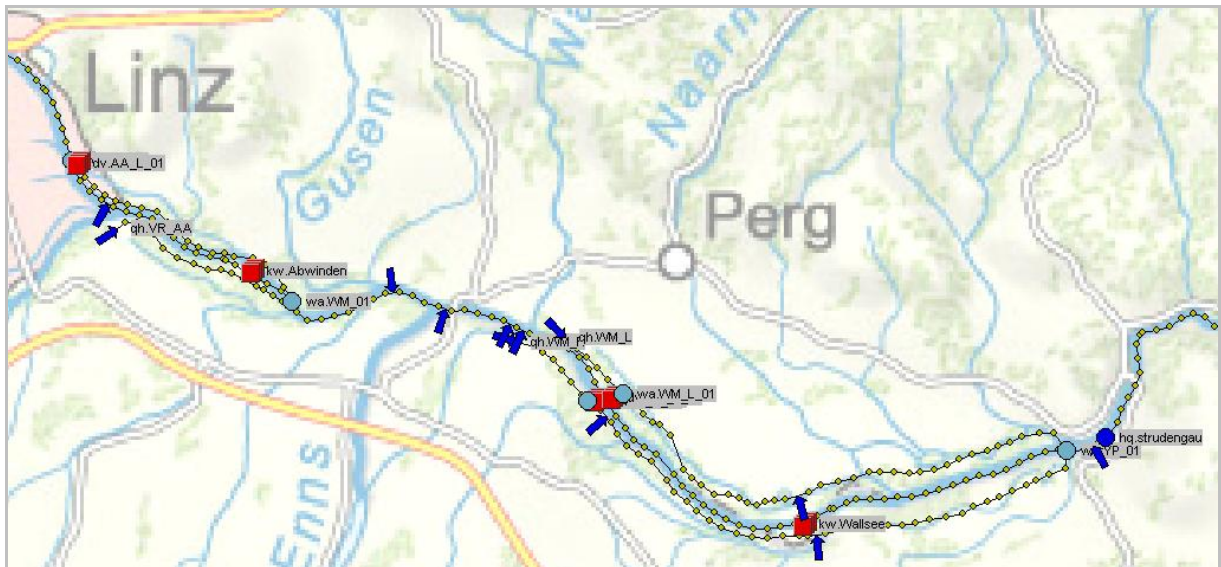 Linz
Gusen
Naarn
Perg
Enns
dv.AA_L_01
qh.VR_AA
kw.Abwinden
wa.WM_01
qh.WM_L
wa.WM_L_01
kw.Wallsee
hq.strudengau